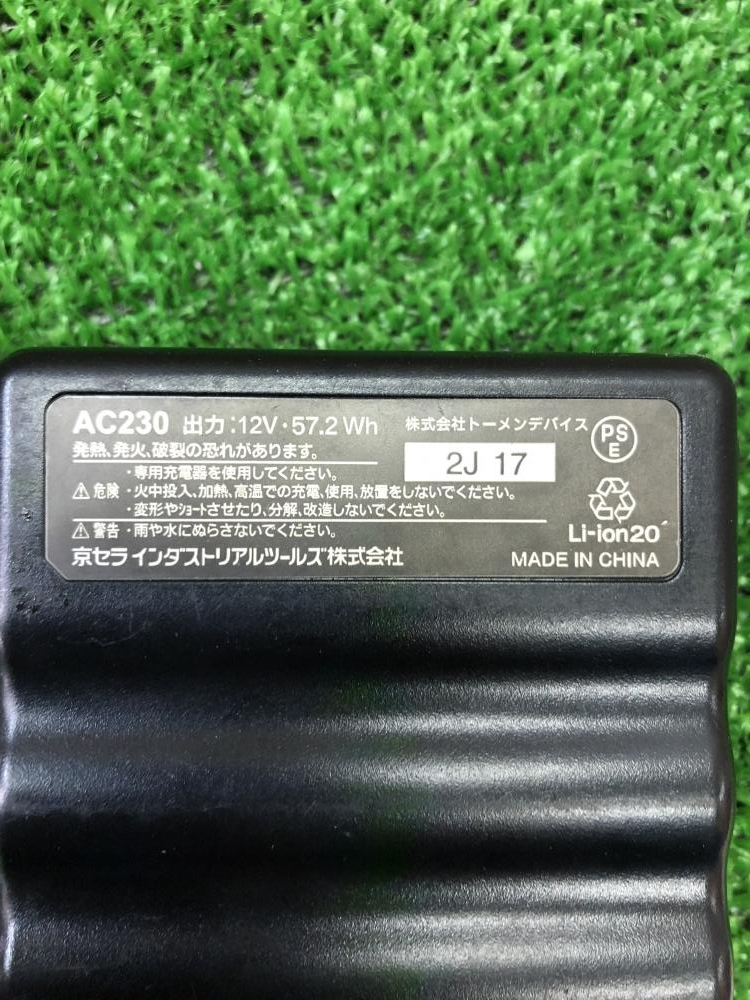 AC230 出力:12V・57.2 Wh
株式会社トーメンデバイス
PS
E
発熱、発火、破裂の恐れがあります。
2J 17
・専用充電器を使用してください。
⚠危険・火中投入、加熱、高温での充電、使用、放置をしないでください。
・変形やショートさせたり、分解、改造しないでください。
⚠警告・雨や水にぬらさないでください。
Li-ion20
京セラインダストリアルツールズ株式会社
MADE IN CHINA